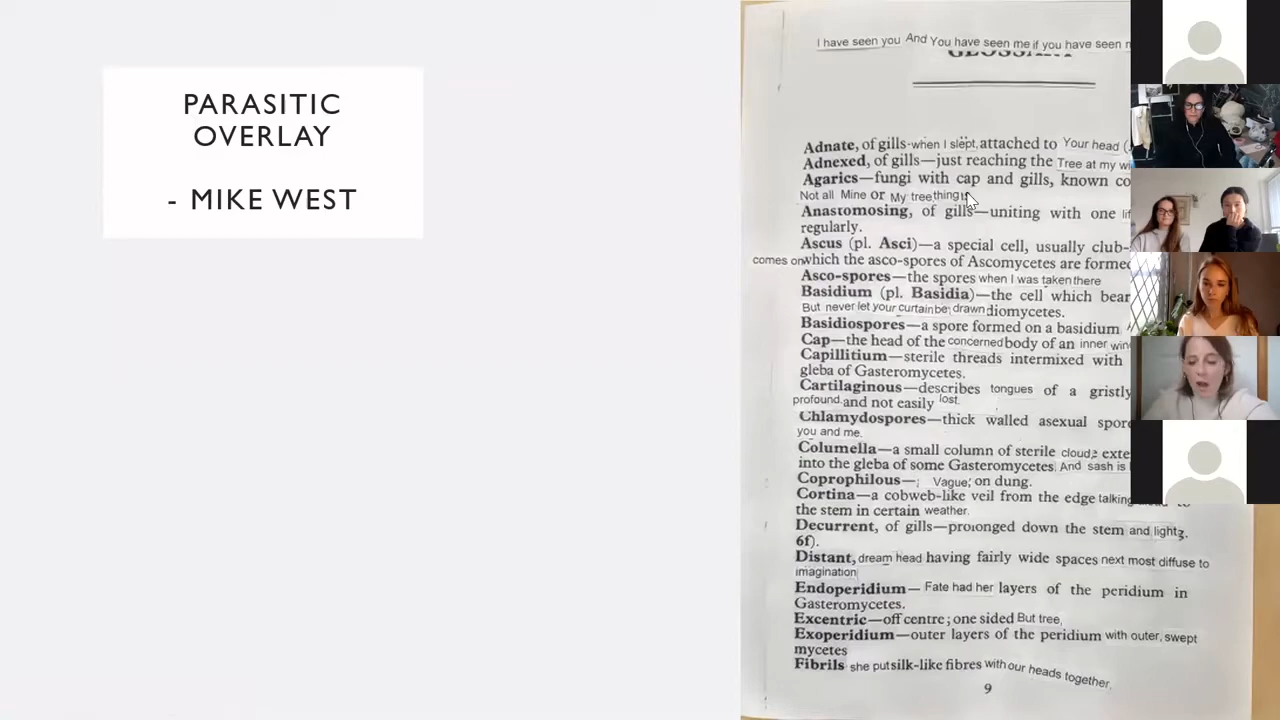 PARASITIC
OVERLAY
- MIKE WEST
I have seen you And You have seen me if you have seen
GLOSSARY
Adnate, of gills-when I slept, attached to Your head
Adnexed, of gills—just reaching the Tree at my
Agarics—fungi with cap and gills, known
Not all Mine or My tree thing
Anastomosing, of gills—uniting with one
regularly.
Ascus (pl. Asci)—a special cell, usually club-
comes on which the asco-spores of Ascomycetes are formed
Asco-spores—the spores when I was taken there
Basidium (pl. Basidia)—the cell which
But never let your curtain be drawn diomycetes.
Basidiospores—a spore formed on a basidium
Cap—the head of the concerned body of an inner
Capillitium—sterile threads intermixed with
gleba of Gasteromycetes.
Cartilaginous—describes tongues of a gristly
profound and not easily lost.
Chlamydospores—thick walled asexual
you and me.
Columella—a small column of sterile cloud
into the gleba of some Gasteromycetes. And sash is
Coprophilous— Vague, on dung.
Cortina—a cobweb-like veil from the edge talking
the stem in certain weather.
Decurrent, of gills—prolonged down the stem and light
6f).
Distant, dream head having fairly wide spaces next most diffuse to
imagination
Endoperidium— Fate had her layers of the peridium in
Gasteromycetes.
Excentric—off centre; one sided But tree,
Exoperidium—outer layers of the peridium with outer, swept
mycetes
Fibrils she put silk-like fibres with our heads together,
9